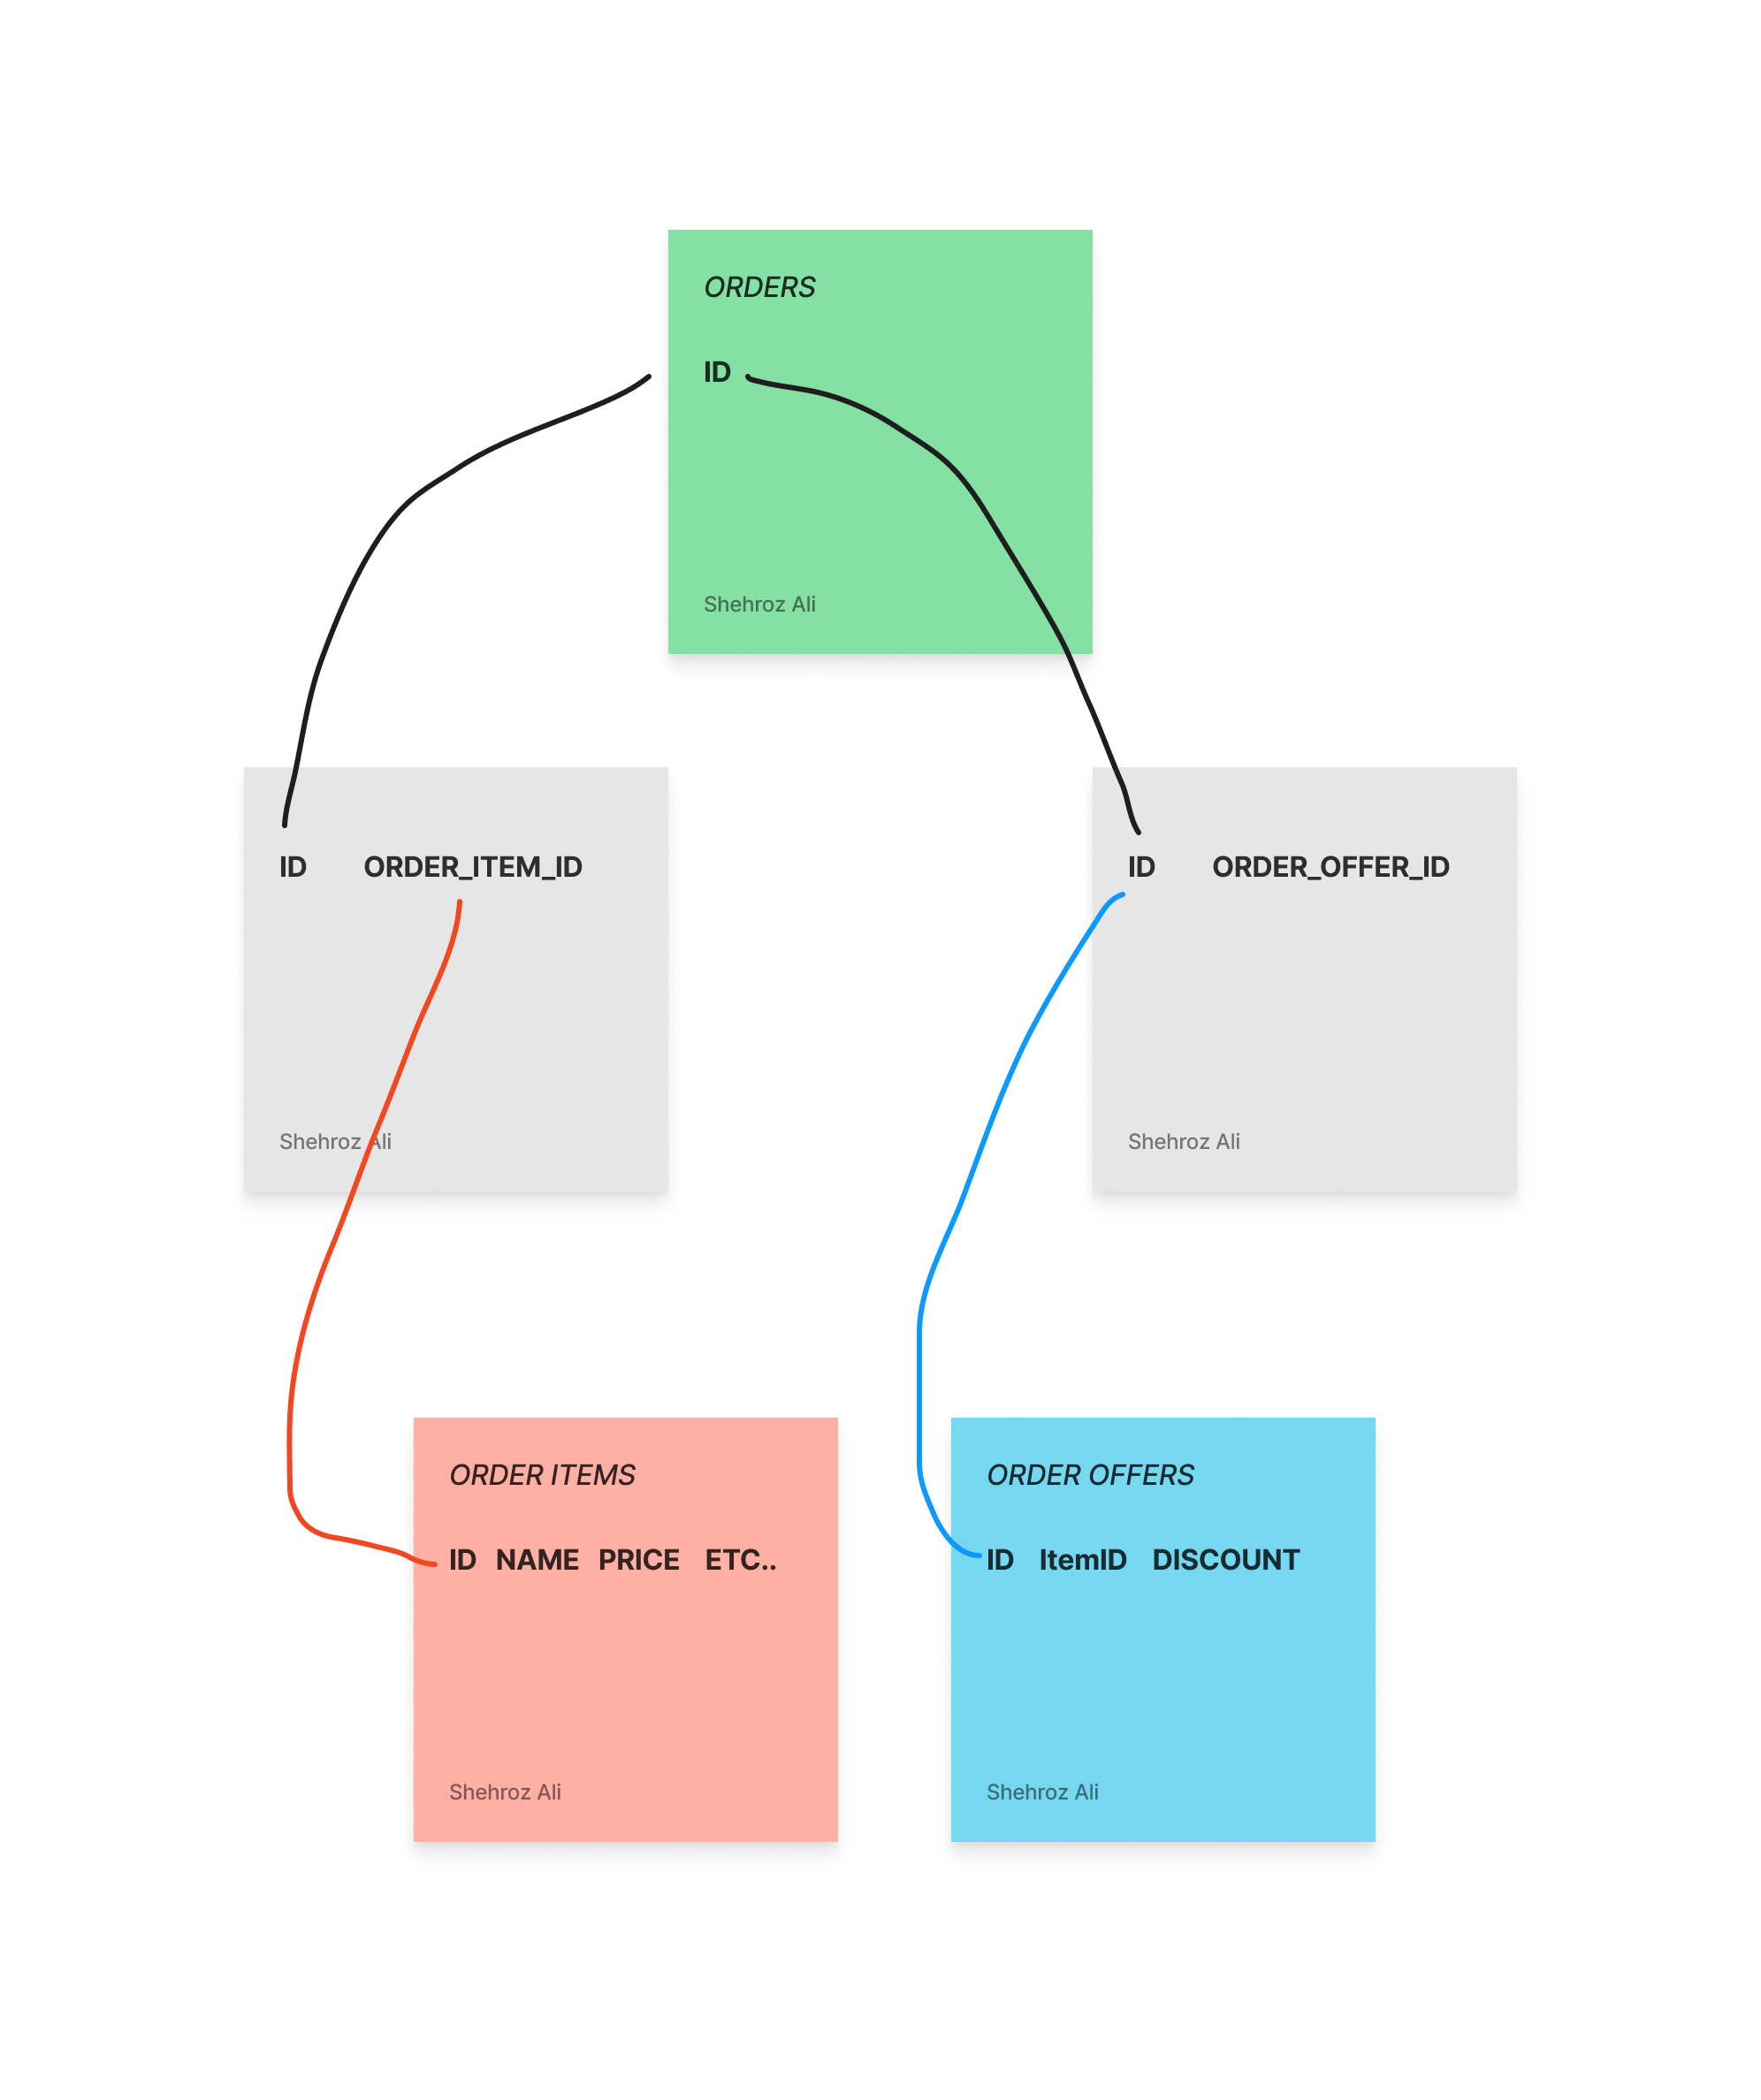 ORDERS
ID
Shehroz Ali
ID ORDER_ITEM_ID
Shehroz Ali
ID ORDER_OFFER_ID
Shehroz Ali
ORDER ITEMS
ID NAME PRICE ETC..
Shehroz Ali
ORDER OFFERS
ID ItemID DISCOUNT
Shehroz Ali